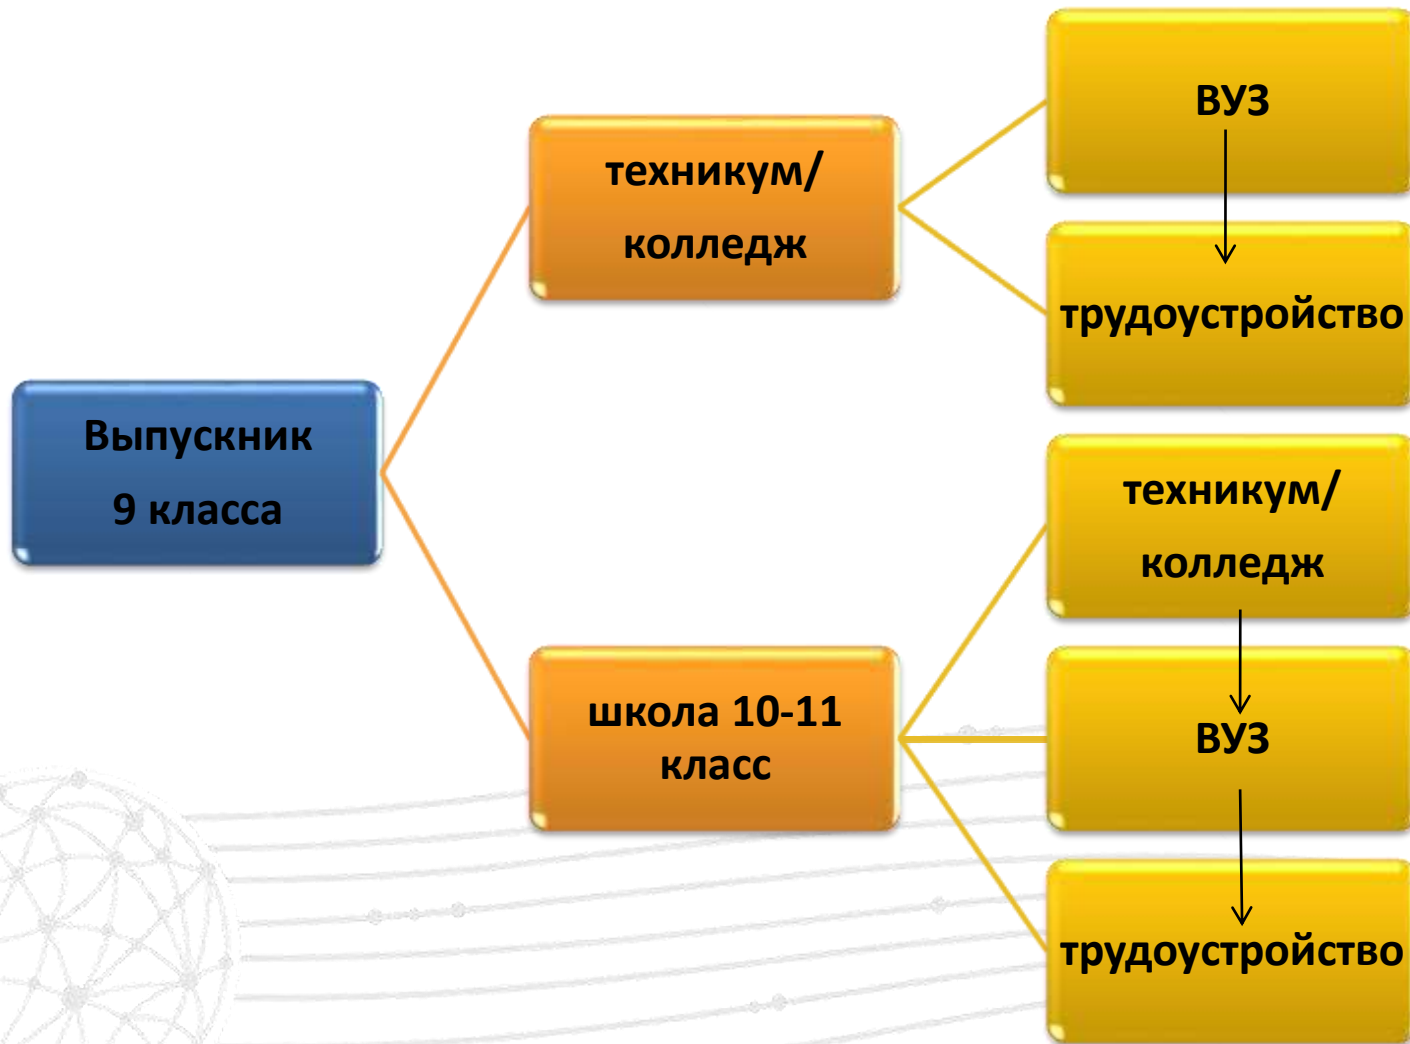 Выпускник
9 класса
техникум/
колледж
школа 10-11
класс
ВУЗ
трудоустройство
техникум/
колледж
ВУЗ
трудоустройство